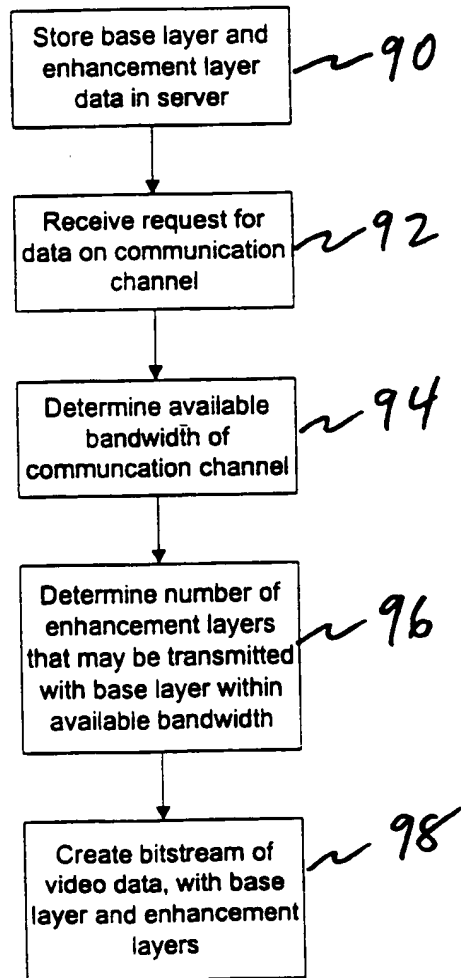 Store base layer and
enhancement layer
data in server
90
Receive request for
data on communication
channel
92
Determine available
bandwidth of
communcation channel
94
Determine number of
enhancement layers
that may be transmitted
with base layer within
available bandwidth
96
Create bitstream of
video data, with base
layer and enhancement
layers
98